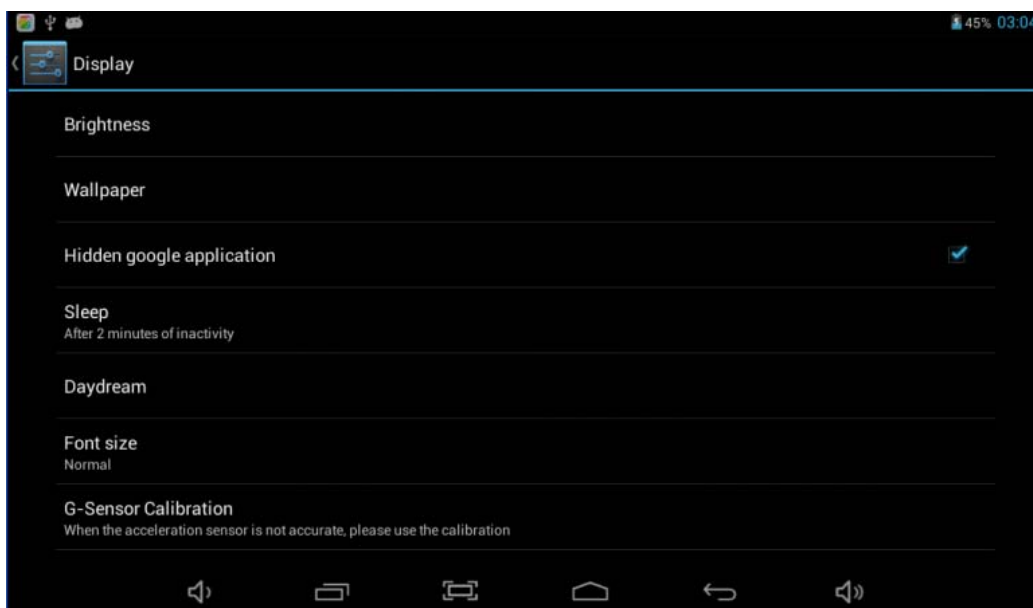 45% 03:04
Display
Brightness
Wallpaper
Hidden google application
Sleep
After 2 minutes of inactivity
Daydream
Font size
Normal
G-Sensor Calibration
When the acceleration sensor is not accurate, please use the calibration